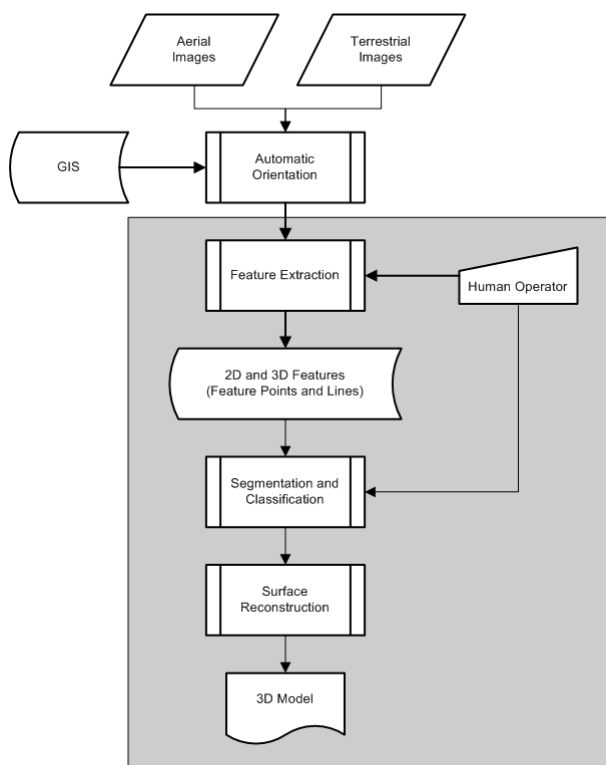 Aerial
Images
Terrestrial
Images
GIS
Automatic
Orientation
Feature Extraction
Human Operator
2D and 3D Features
(Feature Points and Lines)
Segmentation and
Classification
Surface
Reconstruction
3D Model